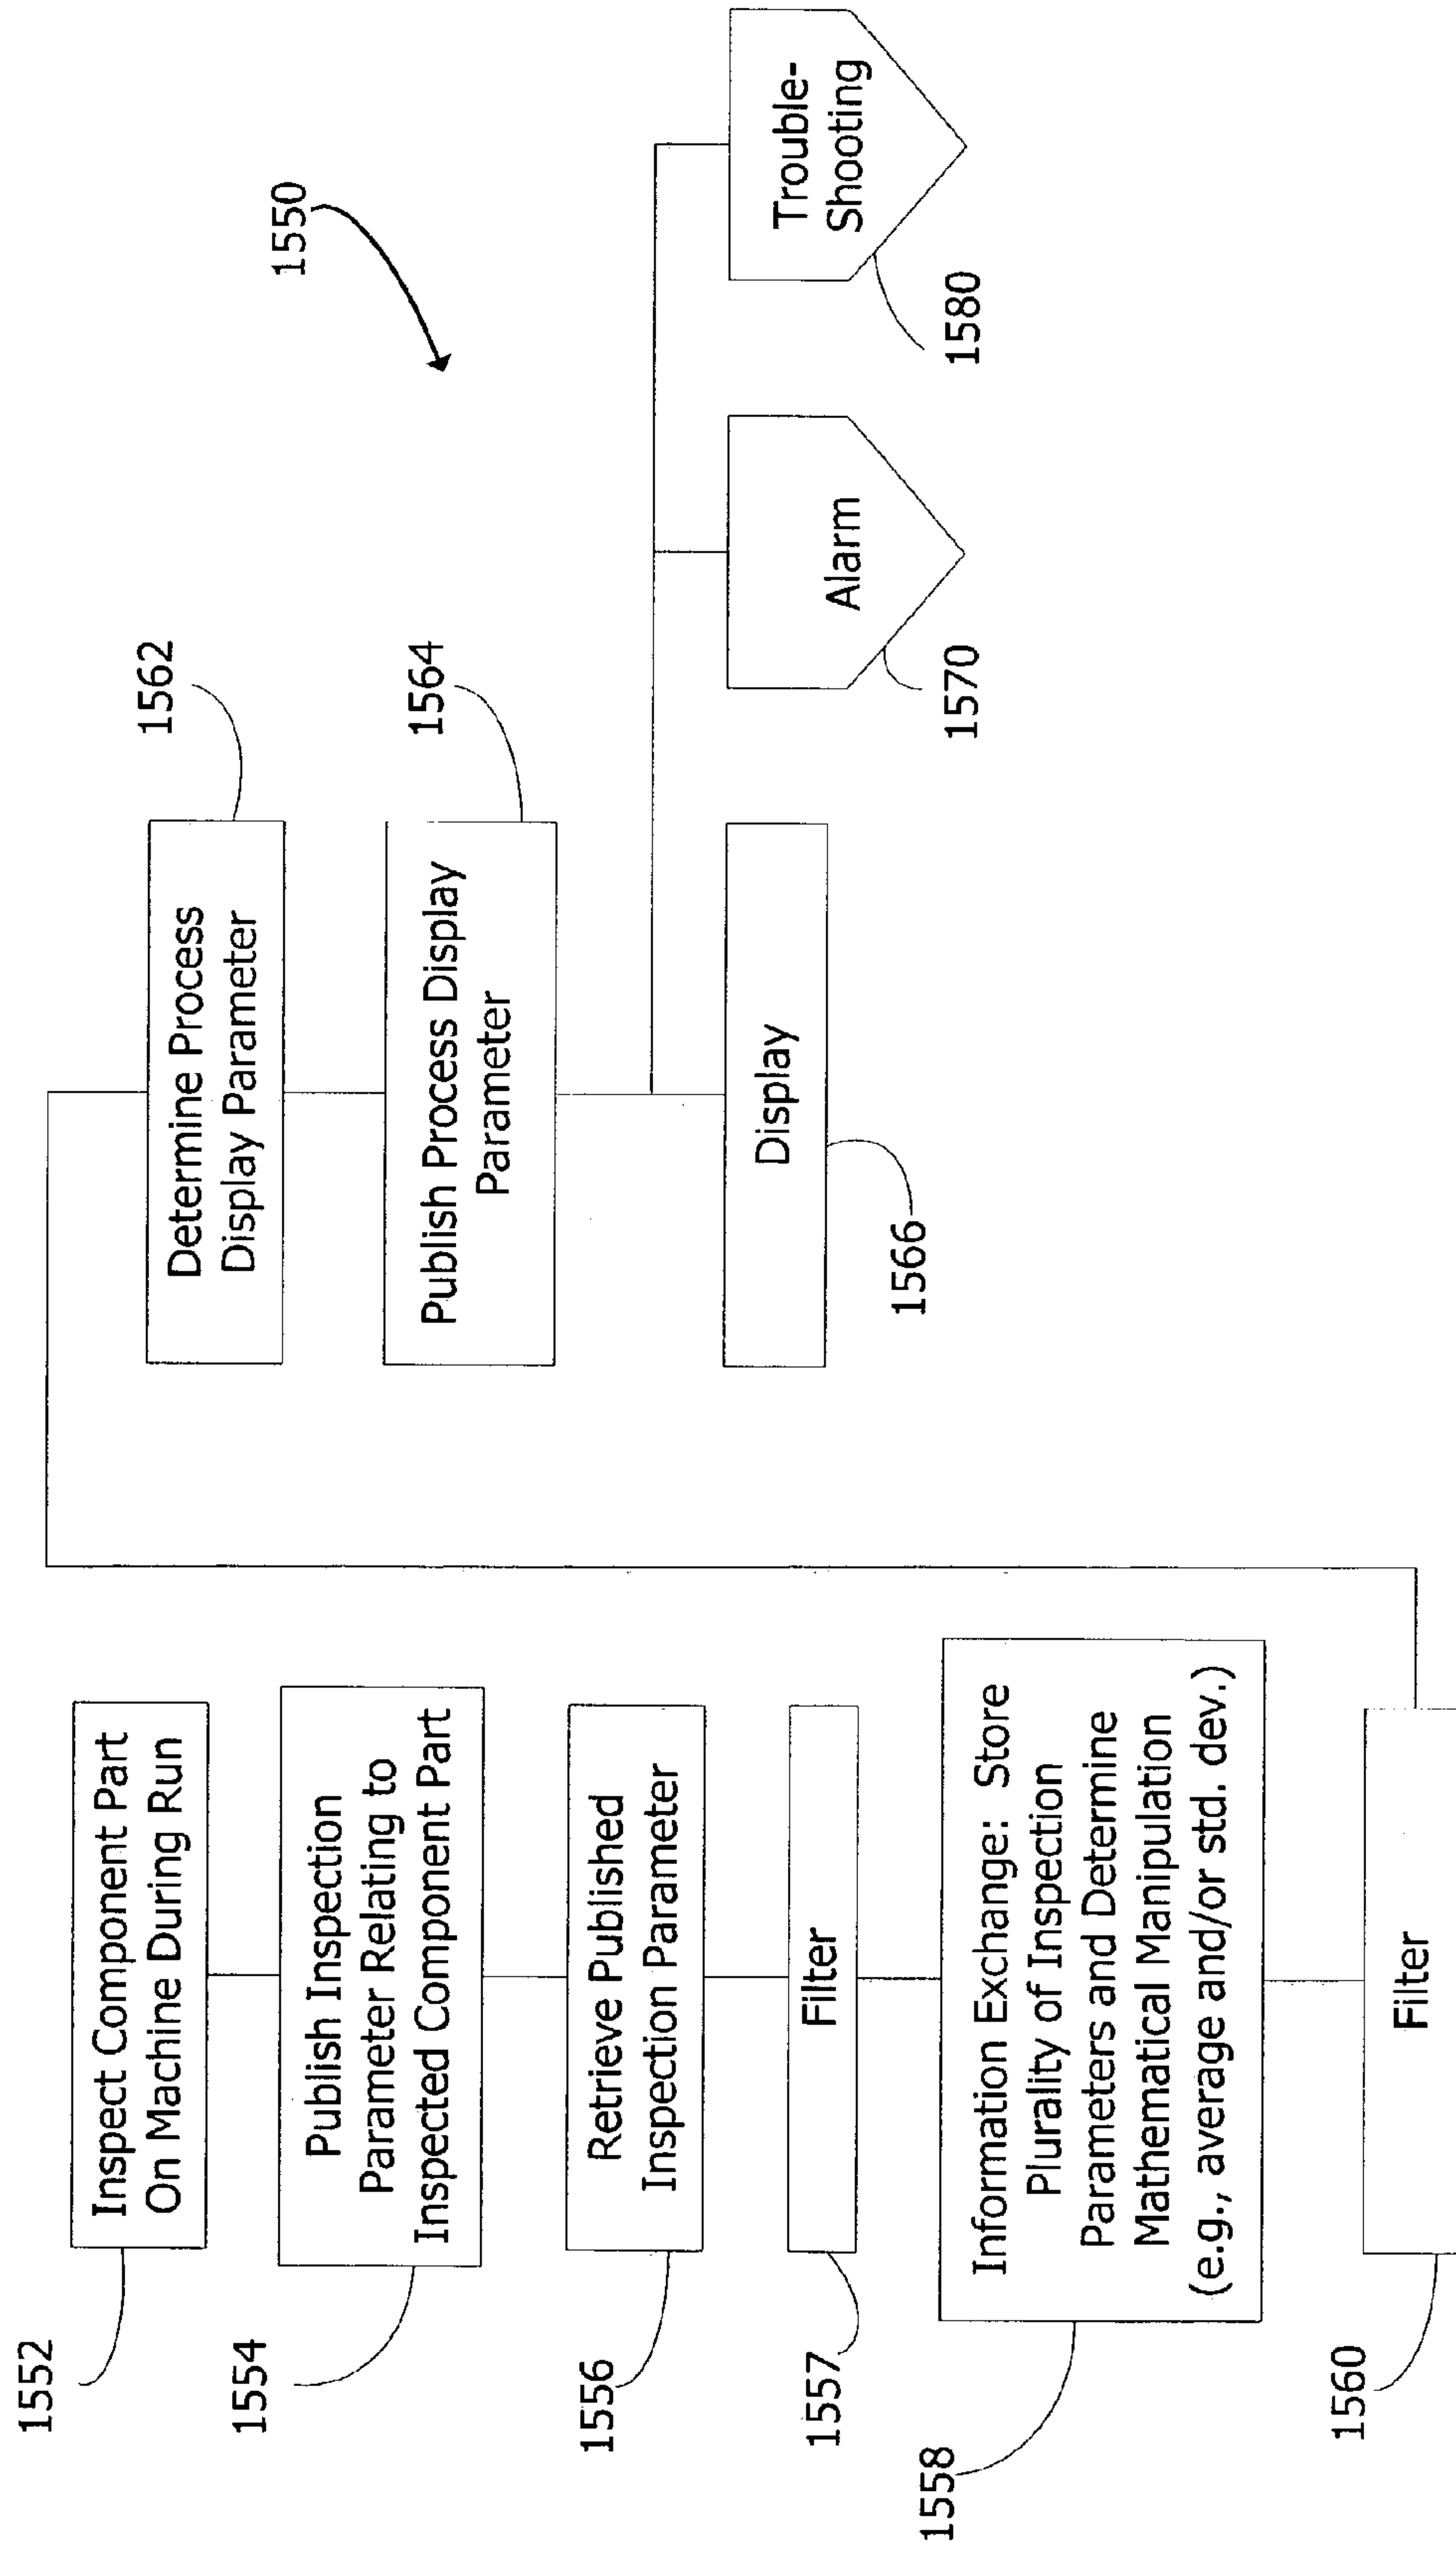 1550
1552
Inspect Component Part
On Machine During Run
1554
Publish Inspection
Parameter Relating to
Inspected Component Part
1556
Retrieve Published
Inspection Parameter
1557
Filter
1558
Information Exchange: Store
Plurality of Inspection
Parameters and Determine
Mathematical Manipulation
(e.g., average and/or std. dev.)
1560
Filter
1562
Determine Process
Display Parameter
1564
Publish Process Display
Parameter
Display
1566
Alarm
1570
Trouble-
Shooting
1580